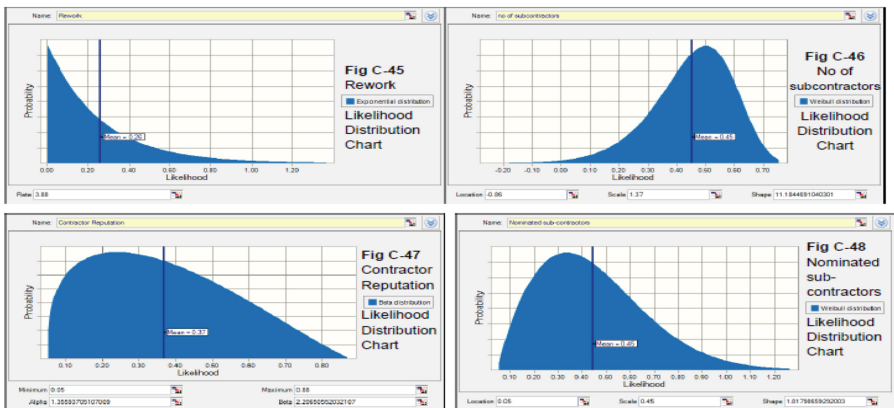 Name: Rework
Probability
Mean = 0.26
0.00 0.20 0.40 0.60 0.80 1.00 1.20
Likelihood
Fig C-45
Rework
Exponential distribution
Likelihood
Distribution
Chart
Rate 3.88
Name: no of subcontractors
Probability
Mean = 0.45
-0.20 -0.10 0.00 0.10 0.20 0.30 0.40 0.50 0.60 0.70
Likelihood
Fig C-46
No of
subcontractors
Weibull distribution
Likelihood
Distribution
Chart
Location -0.86 Scale 1.37 Shape 11.1844691040301
Name: Contractor Reputation
Probability
Mean = 0.37
0.10 0.20 0.30 0.40 0.50 0.60 0.70 0.80
Likelihood
Fig C-47
Contractor
Reputation
Beta distribution
Likelihood
Distribution
Chart
Minimum 0.05 Maximum 0.88
Alpha Beta
Name: Nominated sub-contractors
Probability
Mean = 0.45
0.10 0.20 0.30 0.40 0.50 0.60 0.70 0.80 0.90 1.00 1.10 1.20
Likelihood
Fig C-48
Nominated
sub-
contractors
Weibull distribution
Likelihood
Distribution
Chart
Location 0.05 Scale 0.45 Shape